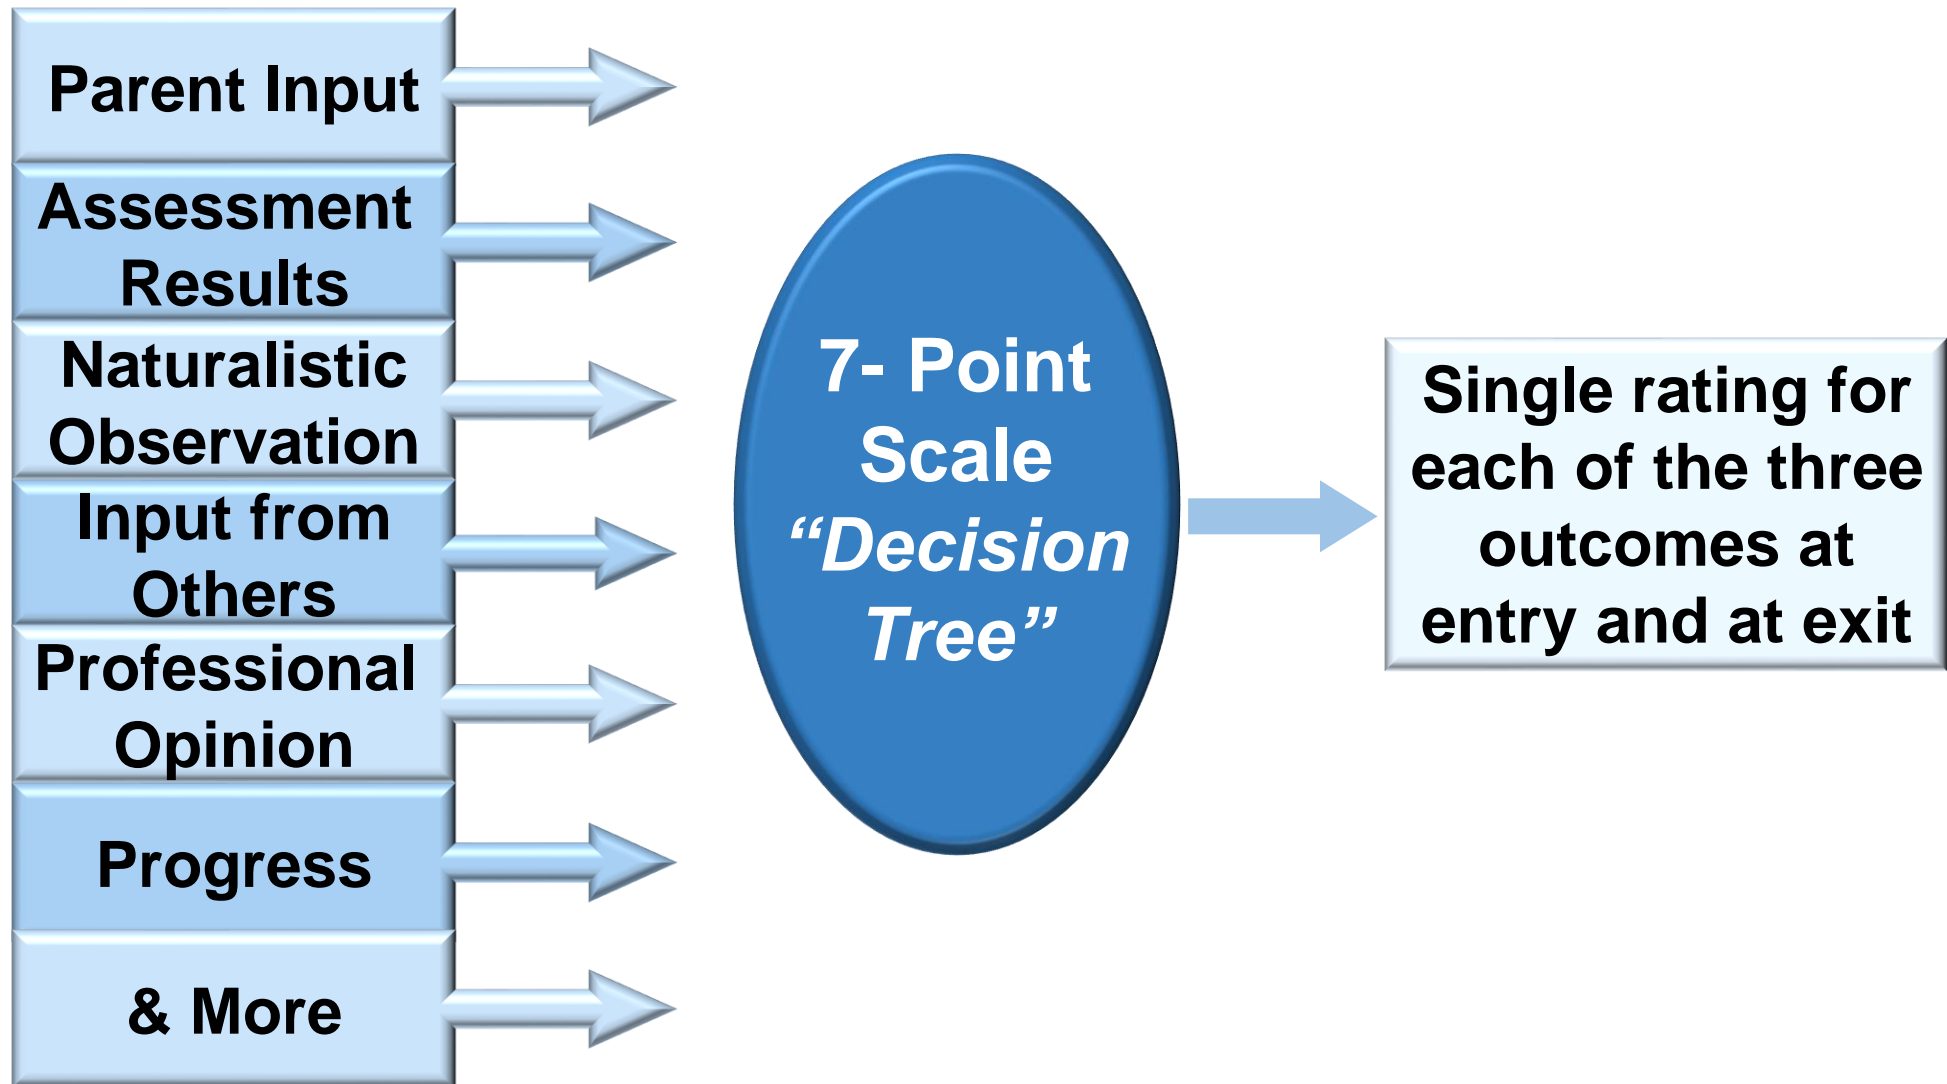 Parent Input
Assessment
Results
Naturalistic
Observation
Input from
Others
Professional
Opinion
Progress
& More
7- Point
Scale
“Decision
Tree”
Single rating for
each of the three
outcomes at
entry and at exit